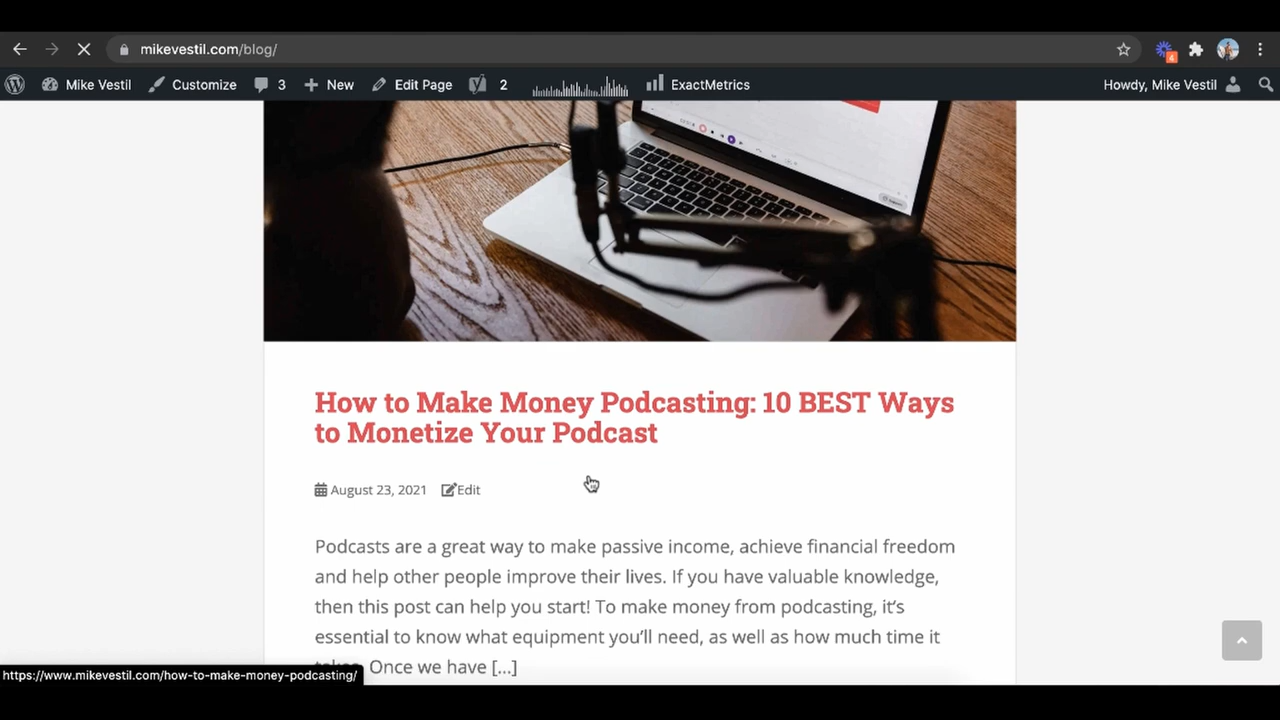 mikevestil.com/blog/
4
Mike Vestil Customize 3 New Edit Page 2 ExactMetrics Howdy, Mike Vestil
How to Make Money Podcasting: 10 BEST Ways
to Monetize Your Podcast
August 23, 2021 Edit
Podcasts are a great way to make passive income, achieve financial freedom
and help other people improve their lives. If you have valuable knowledge,
then this post can help you start! To make money from podcasting, it’s
essential to know what equipment you’ll need, as well as how much time it
takes. Once we have [...]
https://www.mikevestil.com/how-to-make-money-podcasting/